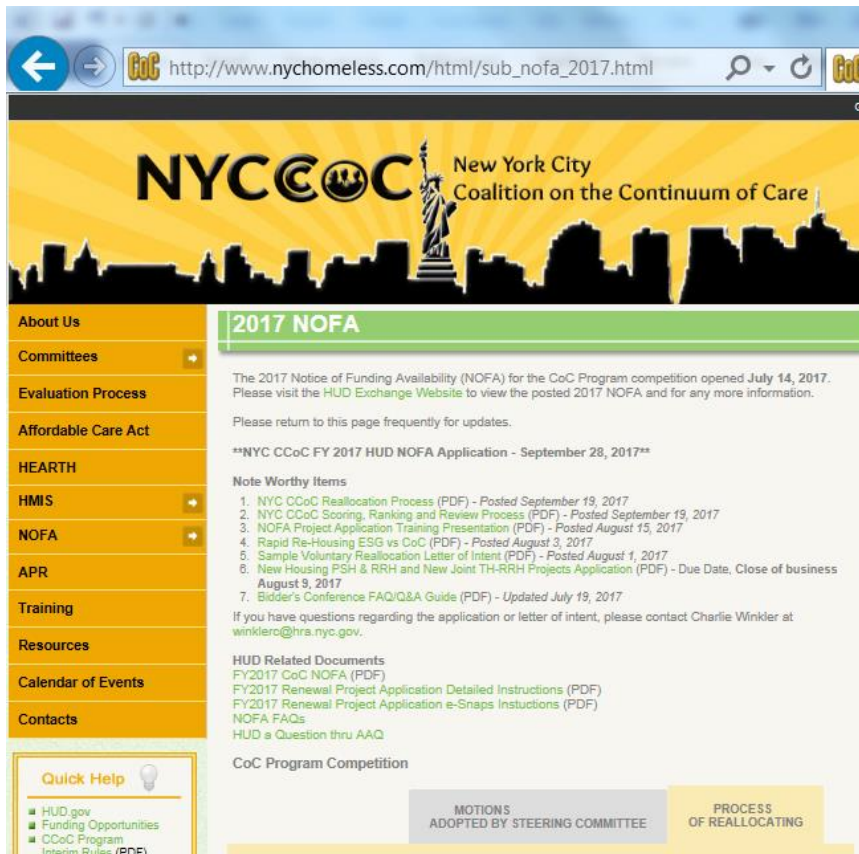 http://www.nychomeless.com/html/sub_nofa_2017.html
NYCCoC
New York City
Coalition on the Continuum of Care
About Us
Committees
Evaluation Process
Affordable Care Act
HEARTH
HMIS
NOFA
APR
Training
Resources
Calendar of Events
Contacts
Quick Help
HUD.gov
Funding Opportunities
CCoC Program
Interim Rules (PDF)
2017 NOFA
The 2017 Notice of Funding Availability (NOFA) for the CoC Program competition opened July 14, 2017.
Please visit the HUD Exchange Website to view the posted 2017 NOFA and for any more information.
Please return to this page frequently for updates.
**NYC CCoC FY 2017 HUD NOFA Application - September 28, 2017**
Note Worthy Items
1. NYC CCoC Reallocation Process (PDF) - Posted September 19, 2017
2. NYC CCoC Scoring, Ranking and Review Process (PDF) - Posted September 19, 2017
3. NOFA Project Application Training Presentation (PDF) - Posted August 15, 2017
4. Rapid Re-Housing ESG vs CoC (PDF) - Posted August 3, 2017
5. Sample Voluntary Reallocation Letter of Intent (PDF) - Posted August 1, 2017
6. New Housing PSH & RRH and New Joint TH-RRH Projects Application (PDF) - Due Date, Close of business
August 9, 2017
7. Bidder's Conference FAQ/Q&A Guide (PDF) - Updated July 19, 2017
If you have questions regarding the application or letter of intent, please contact Charlie Winkler at
winklerc@hra.nyc.gov.
HUD Related Documents
FY2017 CoC NOFA (PDF)
FY2017 Renewal Project Application Detailed Instructions (PDF)
FY2017 Renewal Project Application e-Snaps Instuctions (PDF)
NOFA FAQs
HUD a Question thru AAQ
CoC Program Competition
MOTIONS
ADOPTED BY STEERING COMMITTEE
PROCESS
OF REALLOCATING